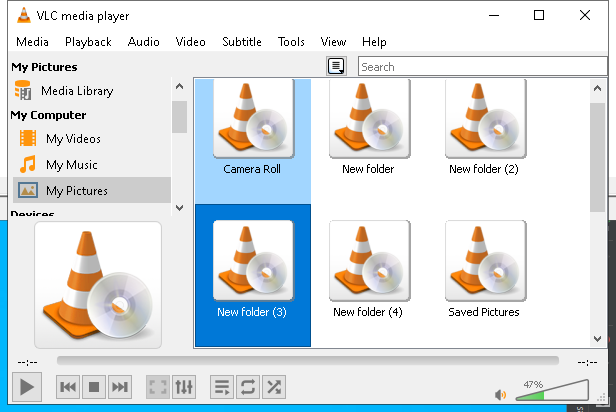 VLC media player
Media Playback Audio Video Subtitle Tools View Help
My Pictures
Search
Media Library
My Computer
My Videos
My Music
My Pictures
Devices
Camera Roll
New folder
New folder (2)
New folder (3)
New folder (4)
Saved Pictures
--:--
--:--
47%